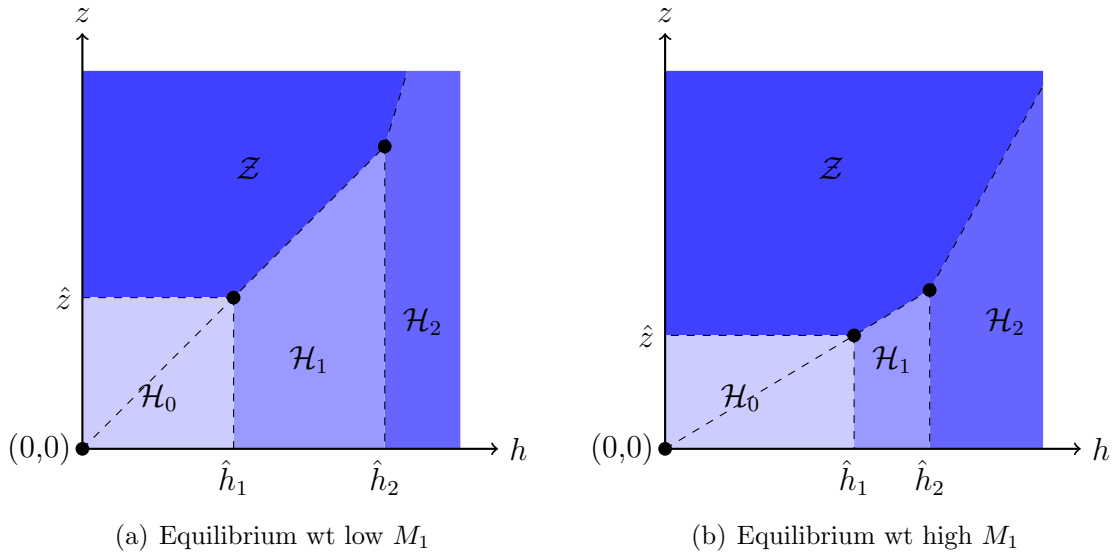 z
𝒵
ẑ
ℋ₂
ℋ₁
ℋ₀
(0,0)
ĥ₁
ĥ₂
h
(a) Equilibrium wt low M₁
z
𝒵
ẑ
ℋ₂
ℋ₁
ℋ₀
(0,0)
ĥ₁
ĥ₂
h
(b) Equilibrium wt high M₁